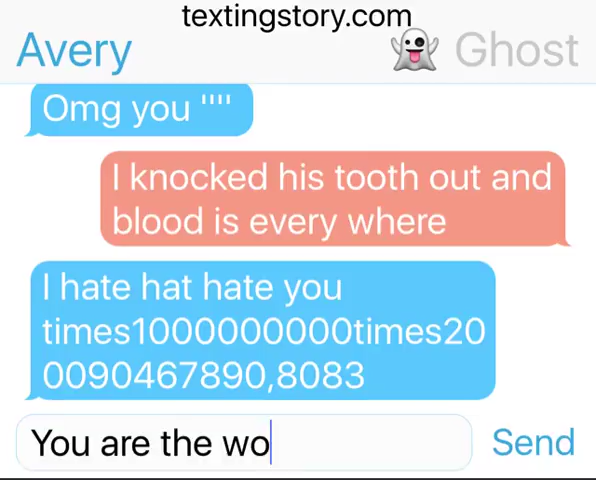 textingstory.com
Avery
Ghost
Omg you ""
I knocked his tooth out and
blood is every where
I hate hat hate you
times1000000000times20
0090467890,8083
You are the wo
Send